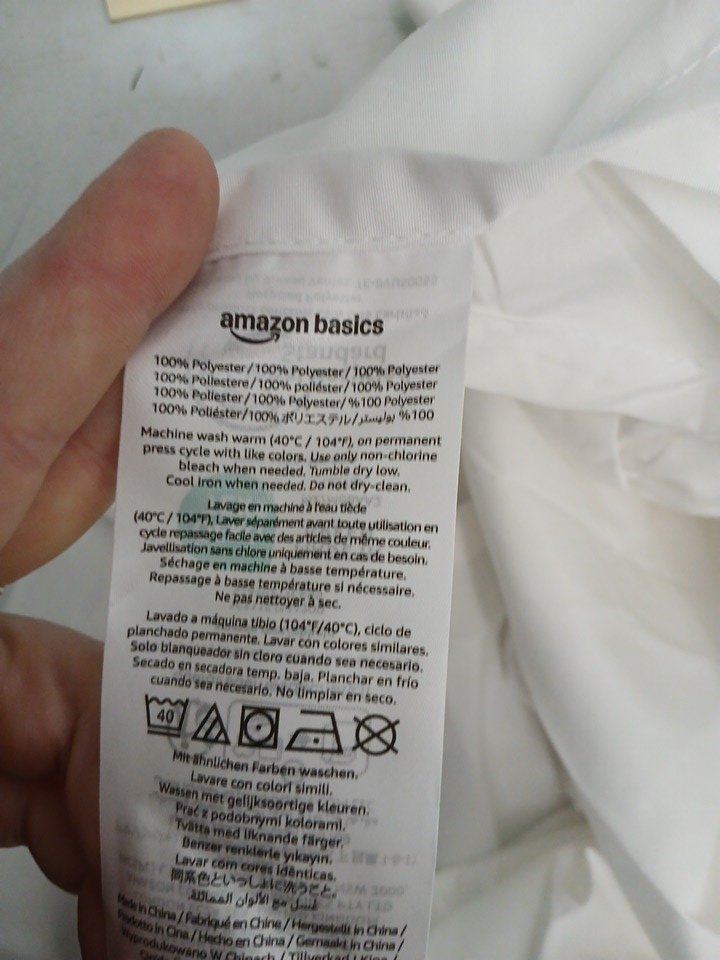 amazon basics
100% Polyester/100% Polyester/100% Polyester
100% Poliestere/100% poliéster/100% Polyester
100% Poliester/100% Polyester/%100 Polyester
100% Poliéster/100% ポリエステル/بوليستر %100
Machine wash warm (40°C / 104°F), on permanent
press cycle with like colors. Use only non-chlorine
bleach when needed. Tumble dry low.
Cool iron when needed. Do not dry-clean.
Lavage en machine à l'eau tiède
(40°C / 104°F), Laver séparément avant toute utilisation en
cycle repassage facile avec des articles de même couleur.
Javellisation sans chlore uniquement en cas de besoin.
Séchage en machine à basse température.
Repassage à basse température si nécessaire.
Ne pas nettoyer à sec.
Lavado a máquina tibio (104°F/40°C), ciclo de
planchado permanente. Lavar con colores similares.
Solo blanqueador sin cloro cuando sea necesario.
Secado en secadora temp. baja. Planchar en frío
cuando sea necesario. No limpiar en seco.
40
Mit ähnlichen Farben waschen.
Lavare con colori simili.
Wassen met gelijksoortige kleuren.
Prać z podobnymi kolorami.
Tvätta med liknande färger.
Benzer renklerle yıkayın.
Lavar com cores idênticas.
同系色といっしょに洗うこと。
غسل مع الألوان المماثلة.
Made in China / Fabriqué en Chine / Hergestellt in China /
Prodotto in Cina / Hecho en China / Gemaakt in China /
Wyprodukowano W Chinach / Tillverkad I Kina /